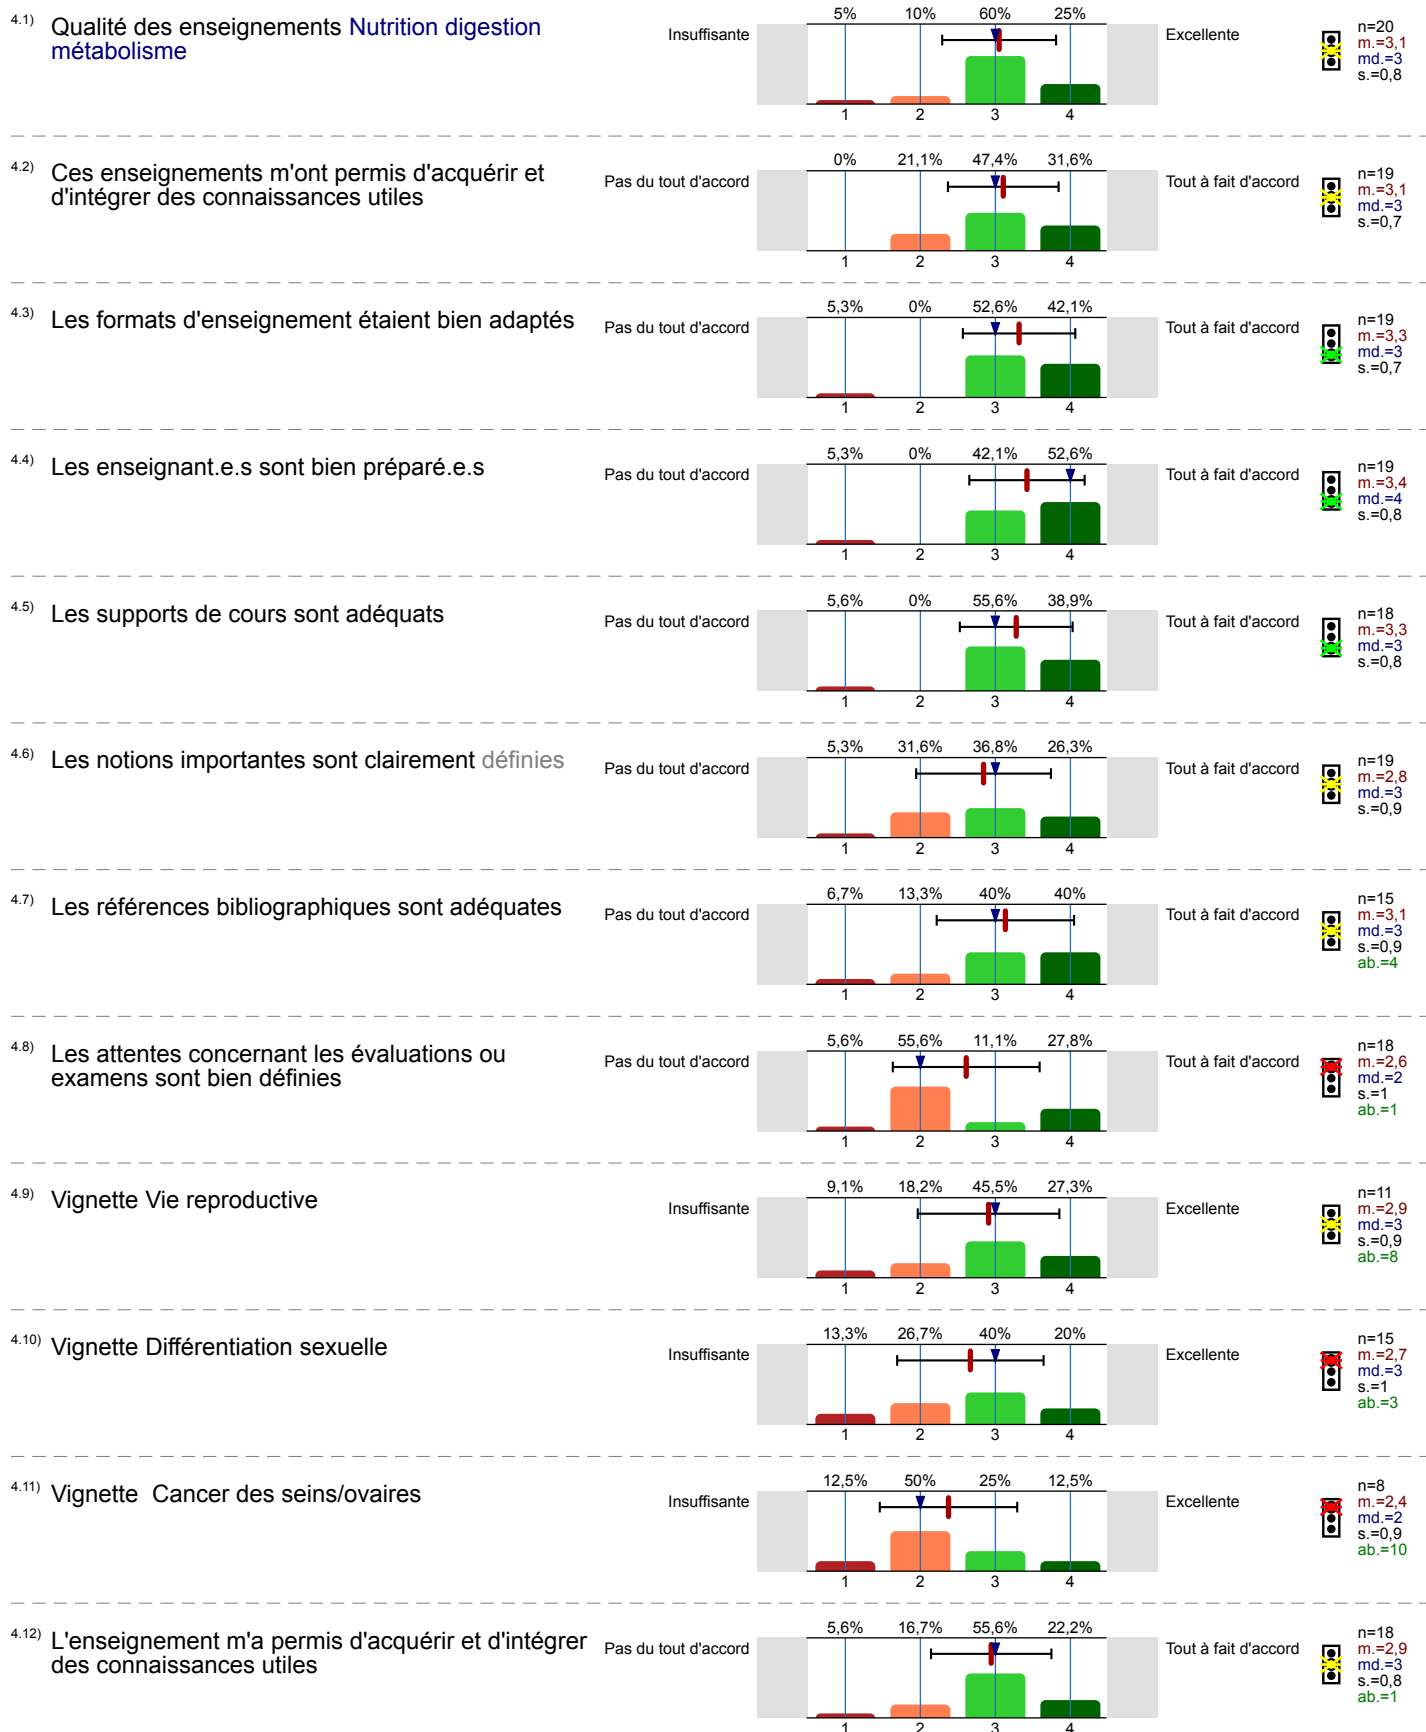 4.1) Qualité des enseignements Nutrition digestion
métabolisme
Insuffisante
5% 10% 60% 25%
1 2 3 4
Excellente
n=20
m.=3,1
md.=3
s.=0,8
4.2) Ces enseignements m'ont permis d'acquérir et
d'intégrer des connaissances utiles
Pas du tout d'accord
0% 21,1% 47,4% 31,6%
1 2 3 4
Tout à fait d'accord
n=19
m.=3,1
md.=3
s.=0,7
4.3) Les formats d'enseignement étaient bien adaptés
Pas du tout d'accord
5,3% 0% 52,6% 42,1%
1 2 3 4
Tout à fait d'accord
n=19
m.=3,3
md.=3
s.=0,7
4.4) Les enseignant.e.s sont bien préparé.e.s
Pas du tout d'accord
5,3% 0% 42,1% 52,6%
1 2 3 4
Tout à fait d'accord
n=19
m.=3,4
md.=4
s.=0,8
4.5) Les supports de cours sont adéquats
Pas du tout d'accord
5,6% 0% 55,6% 38,9%
1 2 3 4
Tout à fait d'accord
n=18
m.=3,3
md.=3
s.=0,8
4.6) Les notions importantes sont clairement définies
Pas du tout d'accord
5,3% 31,6% 36,8% 26,3%
1 2 3 4
Tout à fait d'accord
n=19
m.=2,8
md.=3
s.=0,9
4.7) Les références bibliographiques sont adéquates
Pas du tout d'accord
6,7% 13,3% 40% 40%
1 2 3 4
Tout à fait d'accord
n=15
m.=3,1
md.=3
s.=0,9
ab.=4
4.8) Les attentes concernant les évaluations ou
examens sont bien définies
Pas du tout d'accord
5,6% 55,6% 11,1% 27,8%
1 2 3 4
Tout à fait d'accord
n=18
m.=2,6
md.=2
s.=1
ab.=1
4.9) Vignette Vie reproductive
Insuffisante
9,1% 18,2% 45,5% 27,3%
1 2 3 4
Excellente
n=11
m.=2,9
md.=3
s.=0,9
ab.=8
4.10) Vignette Différentiation sexuelle
Insuffisante
13,3% 26,7% 40% 20%
1 2 3 4
Excellente
n=15
m.=2,7
md.=3
s.=1
ab.=3
4.11) Vignette Cancer des seins/ovaires
Insuffisante
12,5% 50% 25% 12,5%
1 2 3 4
Excellente
n=8
m.=2,4
md.=2
s.=0,9
ab.=10
4.12) L'enseignement m'a permis d'acquérir et d'intégrer
des connaissances utiles
Pas du tout d'accord
5,6% 16,7% 55,6% 22,2%
1 2 3 4
Tout à fait d'accord
n=18
m.=2,9
md.=3
s.=0,8
ab.=1